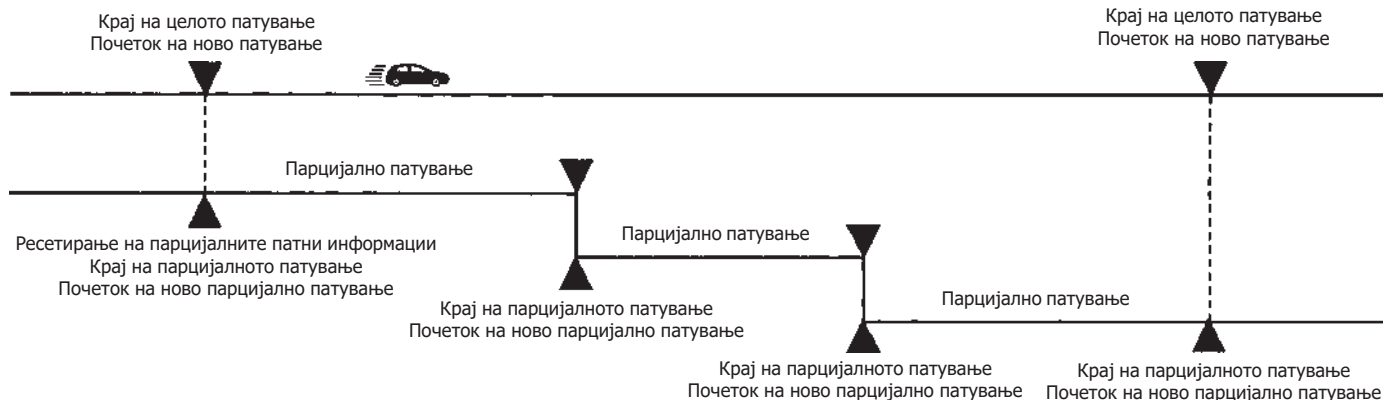 Крај на целото патување
Почеток на ново патување
Крај на целото патување
Почеток на ново патување
Парцијално патување
Ресетирање на парцијалните патни информации
Крај на парцијалното патување
Почеток на ново парцијално патување
Парцијално патување
Крај на парцијалното патување
Почеток на ново парцијално патување
Парцијално патување
Крај на парцијалното патување
Почеток на ново парцијално патување
Крај на парцијалното патување
Почеток на ново парцијално патување